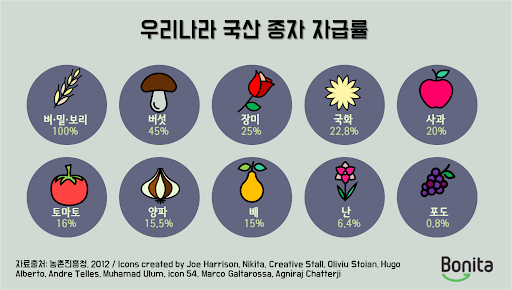 우리나라 국산 종자 자급률
벼·밀·보리
100%
버섯
45%
장미
25%
국화
22,8%
사과
20%
토마토
16%
양파
15,5%
배
15%
난
6,4%
포도
0,8%
자료출처: 농촌진흥청, 2012 / Icons created by Joe Harrison, Nikita, Creative Stall, Oliviu Stoian, Hugo
Alberto, Andre Telles, Muhamad Ulum, icon 54, Marco Galtarossa, Agniraj Chatterji
Bonita